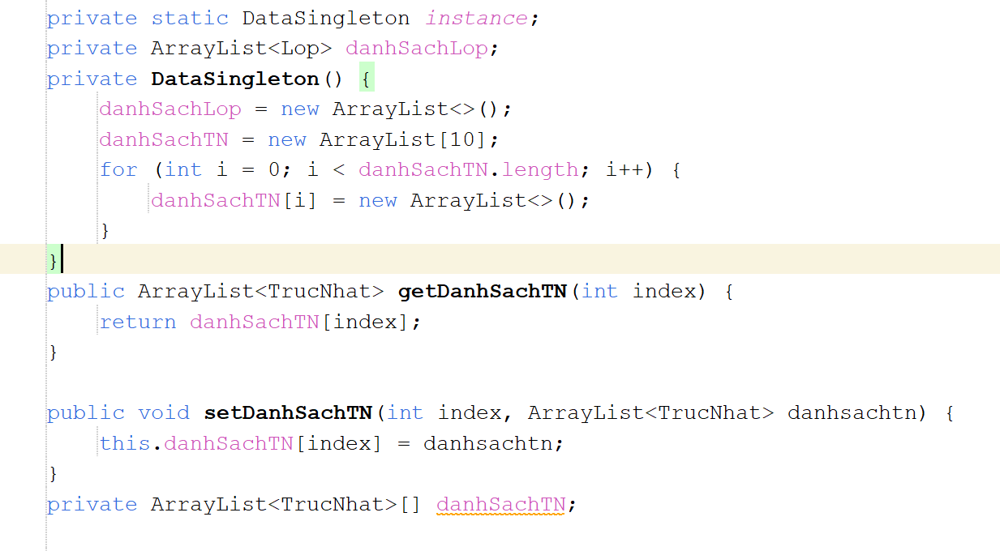 private static DataSingleton instance;
private ArrayList<Lop> danhSachLop;
private DataSingleton() {
danhSachLop = new ArrayList<>();
danhSachTN = new ArrayList[10];
for (int i = 0; i < danhSachTN.length; i++) {
danhSachTN[i] = new ArrayList<>();
}
}
public ArrayList<TrucNhat> getDanhSachTN(int index) {
return danhSachTN[index];
}
public void setDanhSachTN(int index, ArrayList<TrucNhat> danhsachtn) {
this.danhSachTN[index] = danhsachtn;
}
private ArrayList<TrucNhat>[] danhSachTN;